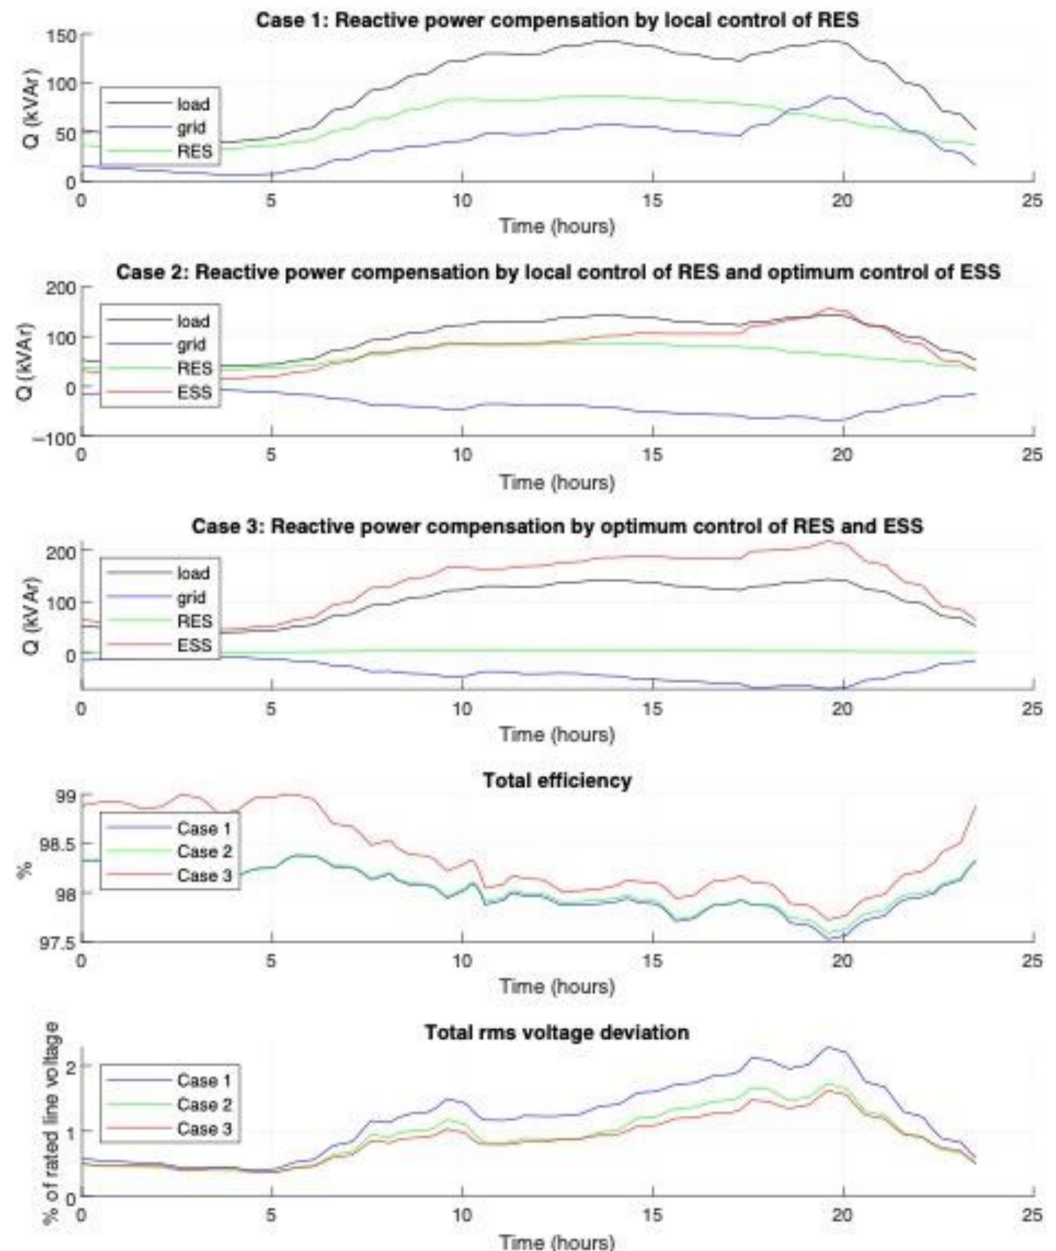 Case 1: Reactive power compensation by local control of RES
Q (kVAr)
150
100
50
0
load
grid
RES
0 5 10 15 20 25
Time (hours)
Case 2: Reactive power compensation by local control of RES and optimum control of ESS
Q (kVAr)
200
100
0
−100
load
grid
RES
ESS
0 5 10 15 20 25
Time (hours)
Case 3: Reactive power compensation by optimum control of RES and ESS
Q (kVAr)
200
100
0
load
grid
RES
ESS
0 5 10 15 20 25
Time (hours)
Total efficiency
%
99
98.5
98
97.5
Case 1
Case 2
Case 3
0 5 10 15 20 25
Time (hours)
Total rms voltage deviation
% of rated line voltage
2
1
0
Case 1
Case 2
Case 3
0 5 10 15 20 25
Time (hours)